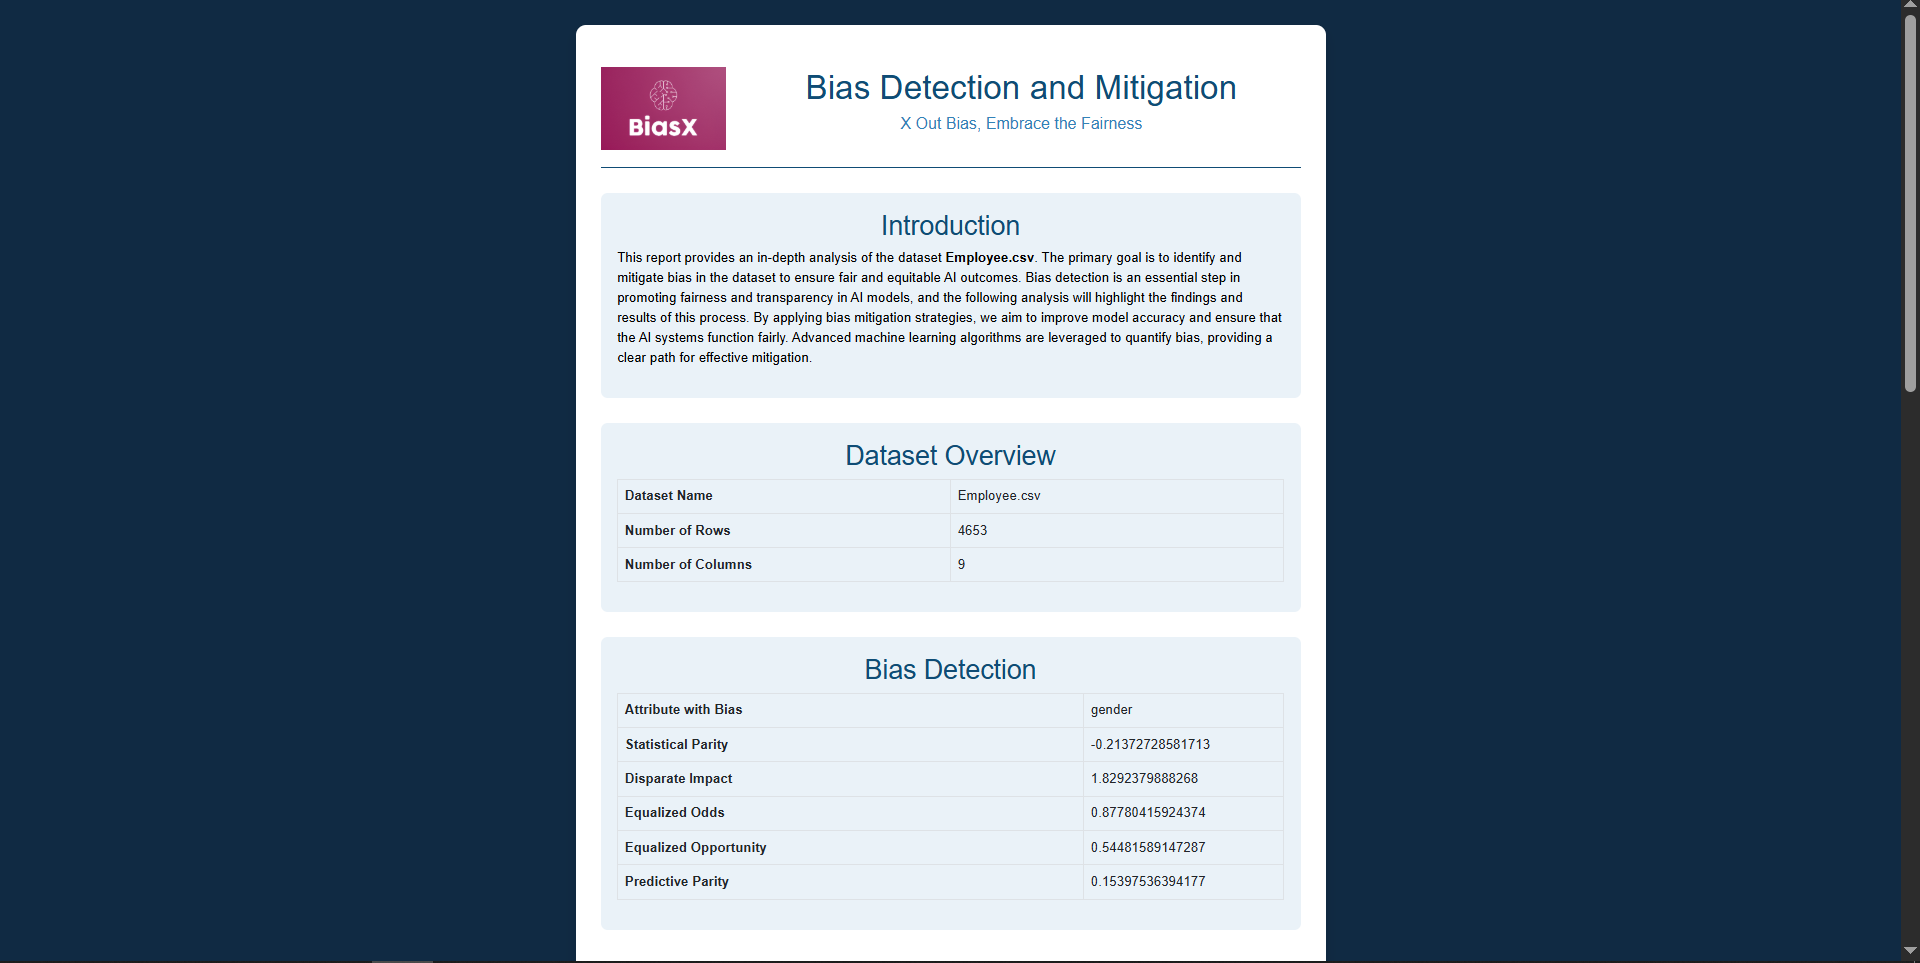 BiasX
Bias Detection and Mitigation
X Out Bias, Embrace the Fairness
Introduction
This report provides an in-depth analysis of the dataset Employee.csv. The primary goal is to identify and
mitigate bias in the dataset to ensure fair and equitable AI outcomes. Bias detection is an essential step in
promoting fairness and transparency in AI models, and the following analysis will highlight the findings and
results of this process. By applying bias mitigation strategies, we aim to improve model accuracy and ensure that
the AI systems function fairly. Advanced machine learning algorithms are leveraged to quantify bias, providing a
clear path for effective mitigation.
Dataset Overview
Dataset Name Employee.csv
Number of Rows 4653
Number of Columns 9
Bias Detection
Attribute with Bias gender
Statistical Parity -0.21372728581713
Disparate Impact 1.8292379888268
Equalized Odds 0.87780415924374
Equalized Opportunity 0.54481589147287
Predictive Parity 0.15397536394177